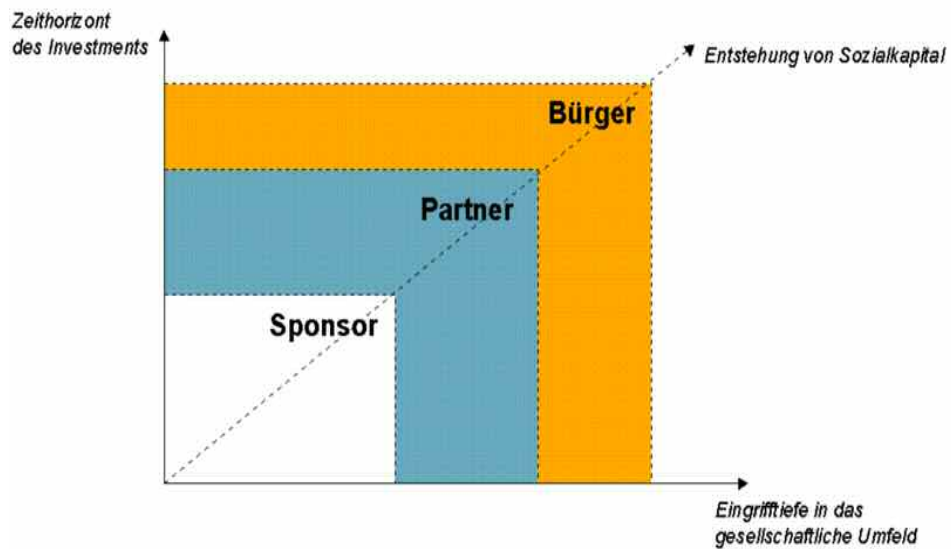 Zeithorizont
des Investments
Entstehung von Sozialkapital
Bürger
Partner
Sponsor
Eingrifftiefe in das
gesellschaftliche Umfeld